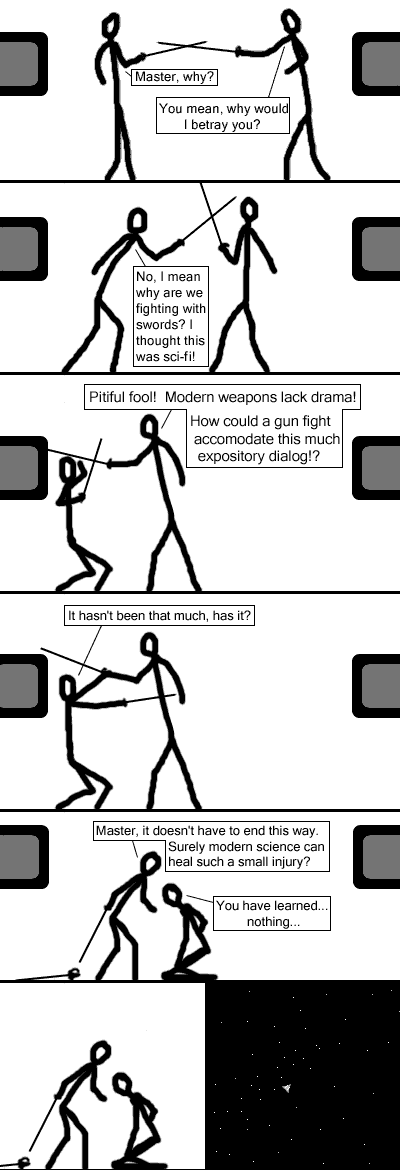 Master, why?
You mean, why would
I betray you?
No, I mean
why are we
fighting with
swords? I
thought this
was sci-fi!
Pitiful fool! Modern weapons lack drama!
How could a gun fight
accomodate this much
expository dialog!?
It hasn't been that much, has it?
Master, it doesn't have to end this way.
Surely modern science can
heal such a small injury?
You have learned...
nothing...